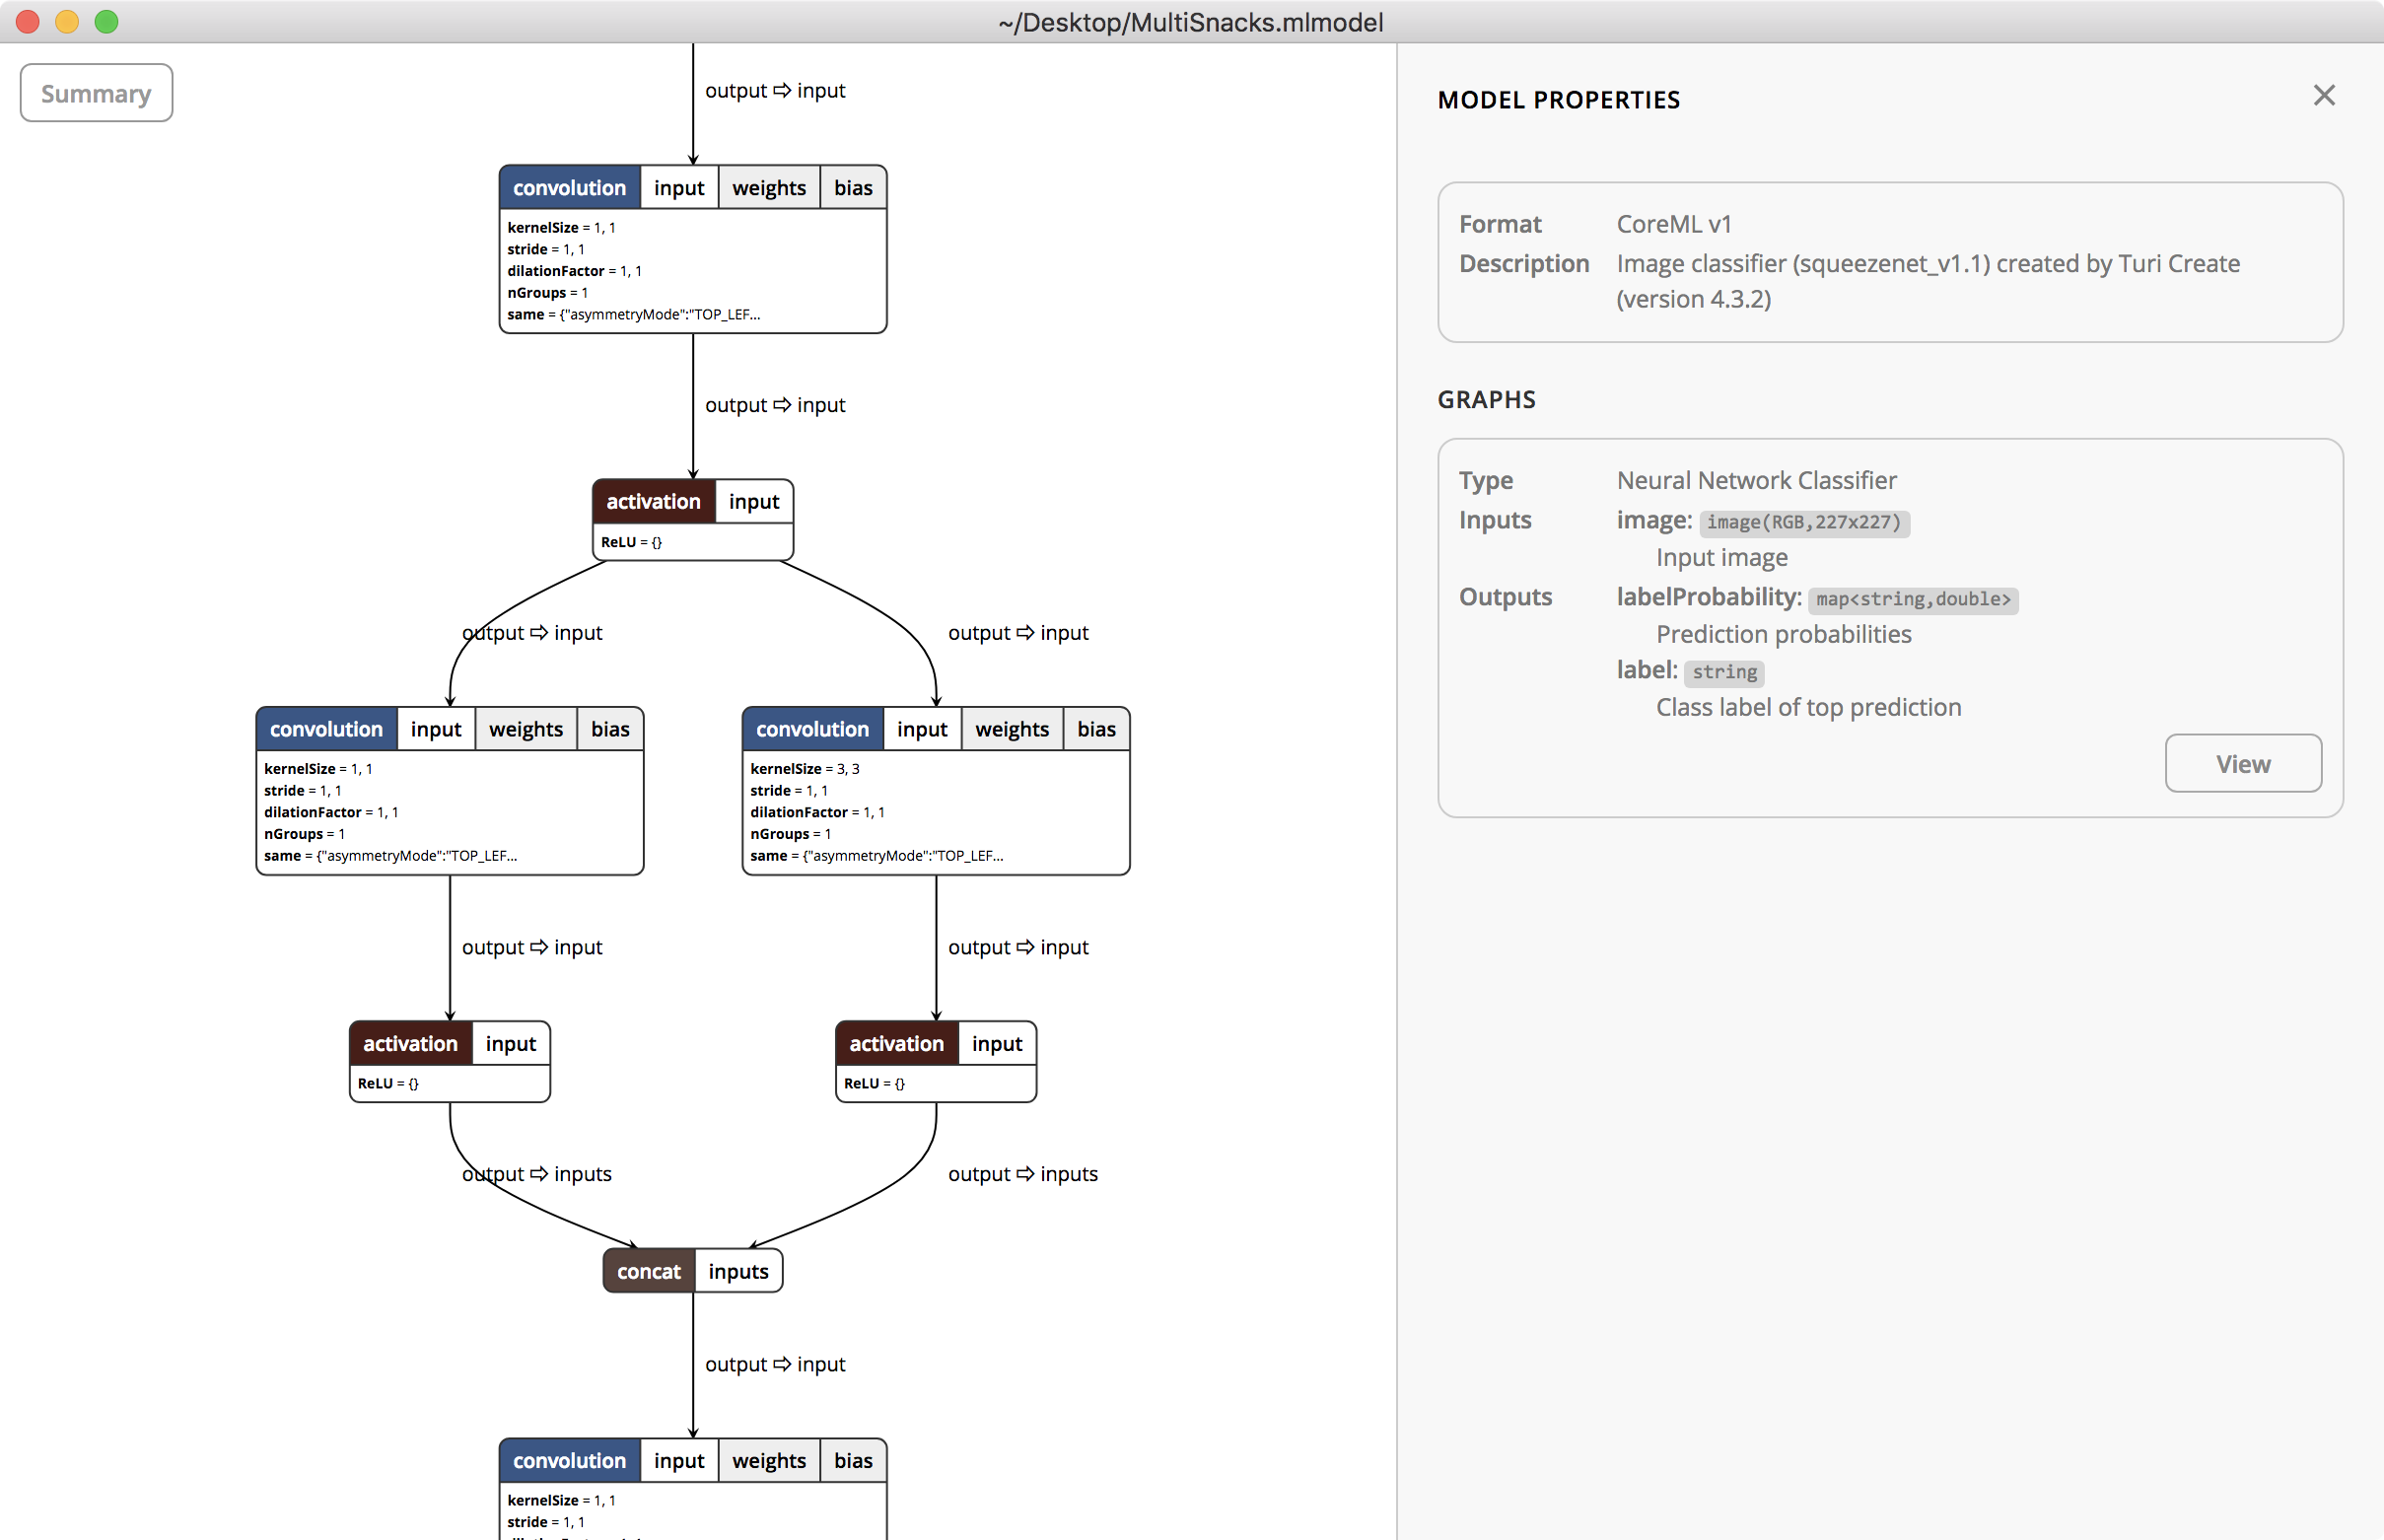 ~/Desktop/MultiSnacks.mlmodel
Summary
output ⇨ input
convolution input weights bias
kernelSize = 1, 1
stride = 1, 1
dilationFactor = 1, 1
nGroups = 1
same = {"asymmetryMode":"TOP_LEF...
output ⇨ input
activation input
ReLU = {}
output ⇨ input
output ⇨ input
convolution input weights bias
kernelSize = 1, 1
stride = 1, 1
dilationFactor = 1, 1
nGroups = 1
same = {"asymmetryMode":"TOP_LEF...
convolution input weights bias
kernelSize = 3, 3
stride = 1, 1
dilationFactor = 1, 1
nGroups = 1
same = {"asymmetryMode":"TOP_LEF...
output ⇨ input
output ⇨ input
activation input
ReLU = {}
activation input
ReLU = {}
output ⇨ inputs
output ⇨ inputs
concat inputs
output ⇨ input
convolution input weights bias
kernelSize = 1, 1
stride = 1, 1
MODEL PROPERTIES
Format CoreML v1
Description Image classifier (squeezenet_v1.1) created by Turi Create
(version 4.3.2)
GRAPHS
Type Neural Network Classifier
Inputs image: image(RGB,227x227)
Input image
Outputs labelProbability: map<string,double>
Prediction probabilities
label: string
Class label of top prediction
View